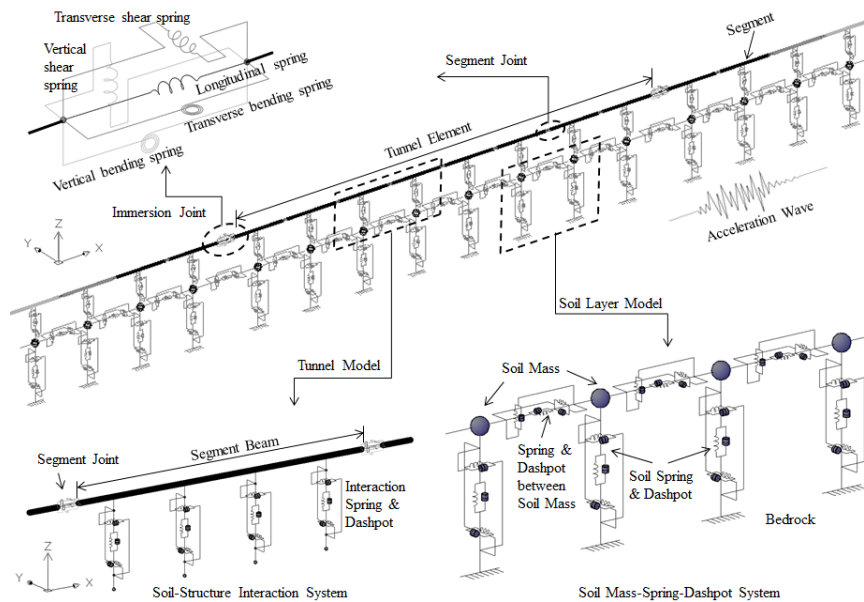 Transverse shear spring
Vertical
shear
spring
Longitudinal spring
Transverse bending spring
Vertical bending spring
Segment Joint
Segment
Tunnel Element
Immersion Joint
Acceleration Wave
Z
Y
X
Soil Layer Model
Tunnel Model
Segment Beam
Segment Joint
Interaction
Spring &
Dashpot
Z
Y
X
Soil-Structure Interaction System
Soil Mass
Spring &
Dashpot
between
Soil Mass
Soil Spring
& Dashpot
Bedrock
Soil Mass-Spring-Dashpot System